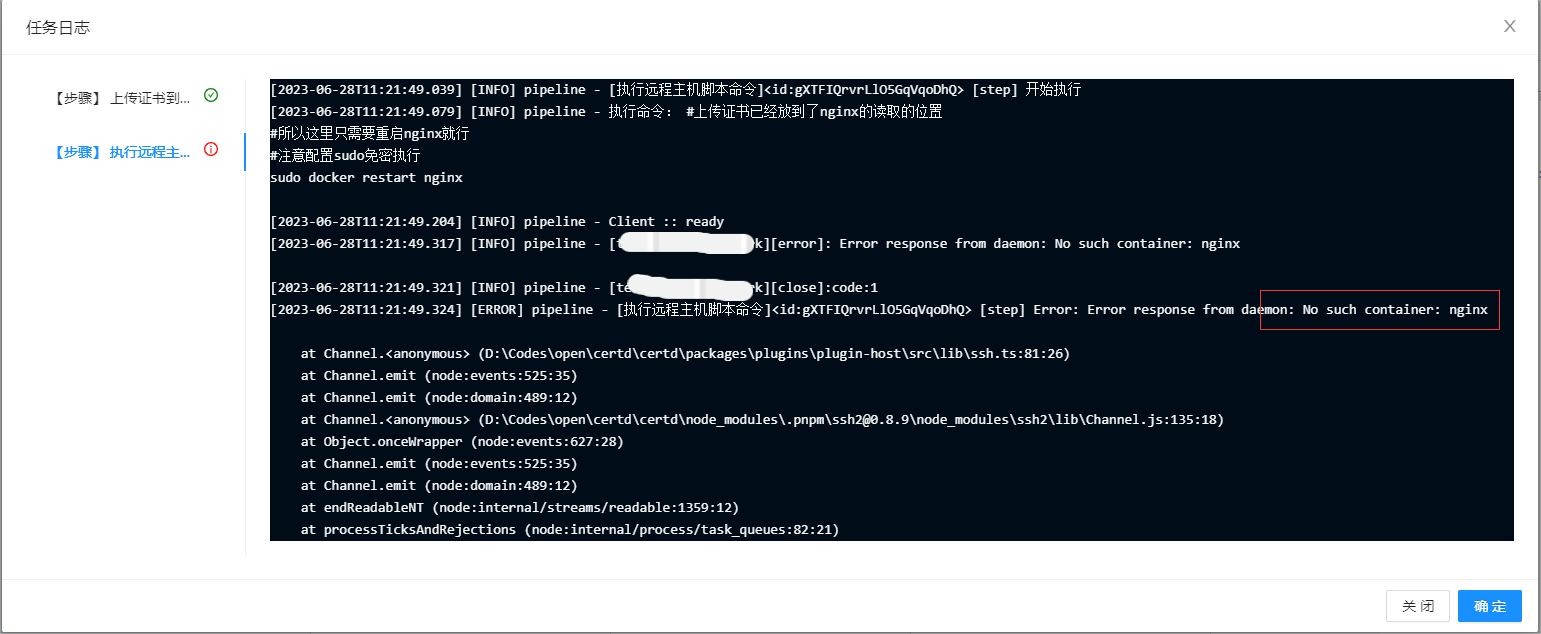 任务日志
【步骤】 上传证书到...
【步骤】 执行远程主...
[2023-06-28T11:21:49.039] [INFO] pipeline - [执行远程主机脚本命令]<id:gXTFIQrvrLlO5GqVqoDhQ> [step] 开始执行
[2023-06-28T11:21:49.079] [INFO] pipeline - 执行命令： #上传证书已经放到了nginx的读取的位置
#所以这里只需要重启nginx就行
#注意配置sudo免密执行
sudo docker restart nginx
[2023-06-28T11:21:49.204] [INFO] pipeline - Client :: ready
[2023-06-28T11:21:49.317] [INFO] pipeline - [t k][error]: Error response from daemon: No such container: nginx
[2023-06-28T11:21:49.321] [INFO] pipeline - [te k][close]:code:1
[2023-06-28T11:21:49.324] [ERROR] pipeline - [执行远程主机脚本命令]<id:gXTFIQrvrLlO5GqVqoDhQ> [step] Error: Error response from daemon: No such container: nginx
at Channel.<anonymous> (D:\Codes\open\certd\certd\packages\plugins\plugin-host\src\lib\ssh.ts:81:26)
at Channel.emit (node:events:525:35)
at Channel.emit (node:domain:489:12)
at Channel.<anonymous> (D:\Codes\open\certd\certd\node_modules\.pnpm\ssh2@0.8.9\node_modules\ssh2\lib\Channel.js:135:18)
at Object.onceWrapper (node:events:627:28)
at Channel.emit (node:events:525:35)
at Channel.emit (node:domain:489:12)
at endReadableNT (node:internal/streams/readable:1359:12)
at processTicksAndRejections (node:internal/process/task_queues:82:21)
关 闭
确 定